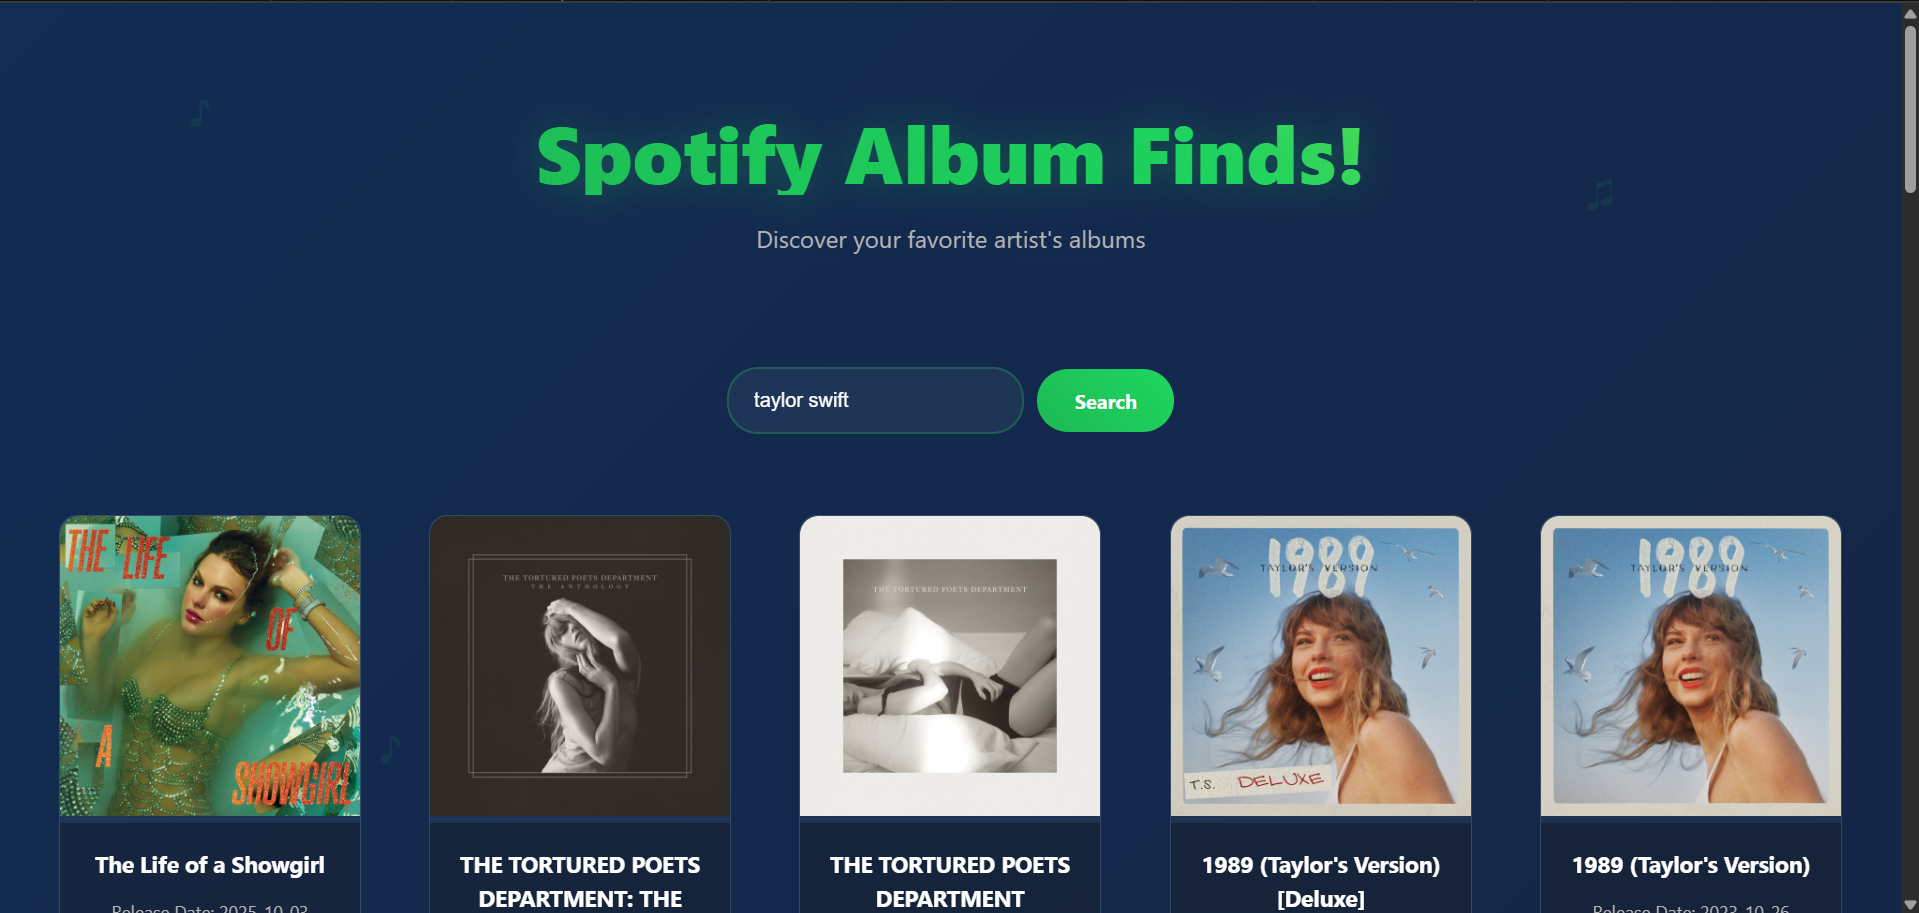 Spotify Album Finds!
Discover your favorite artist's albums
taylor swift
Search
THE LIFE
OF
A
SHOWGIRL
THE TORTURED POETS DEPARTMENT
THE ANTHOLOGY
THE TORTURED POETS DEPARTMENT
1989
TAYLOR'S VERSION
T.S. DELUXE
1989
TAYLOR'S VERSION
The Life of a Showgirl
Release Date: 2025-10-03
THE TORTURED POETS
DEPARTMENT: THE
THE TORTURED POETS
DEPARTMENT
1989 (Taylor's Version)
[Deluxe]
1989 (Taylor's Version)
Release Date: 2023-10-26